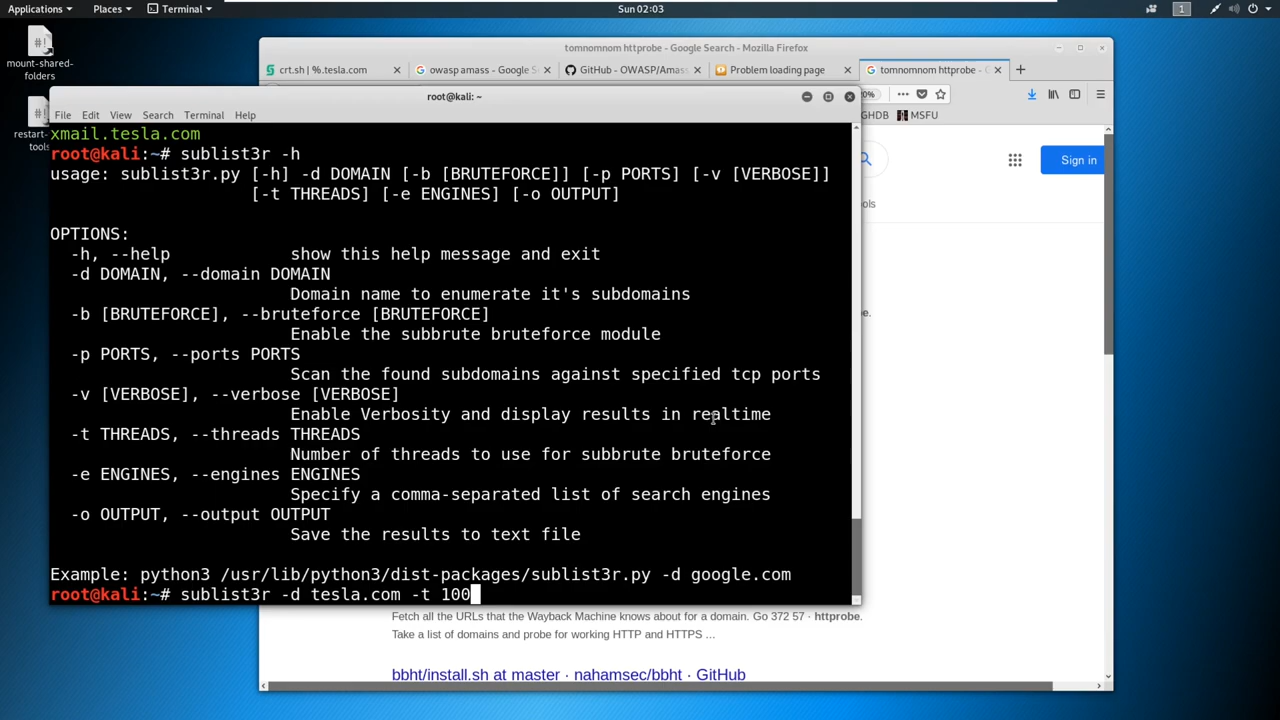 Applications
Places
Terminal
Sun 02:03
1
mount-shared-
folders
restart-
tools
tomnomnom httprobe - Google Search - Mozilla Firefox
crt.sh | %.tesla.com
owasp amass - Google S
GitHub - OWASP/Amass
Problem loading page
tomnomnom httprobe - G
GHDB
MSFU
Sign in
root@kali: ~
File Edit View Search Terminal Help
xmail.tesla.com
root@kali:~# sublist3r -h
usage: sublist3r.py [-h] -d DOMAIN [-b [BRUTEFORCE]] [-p PORTS] [-v [VERBOSE]]
[-t THREADS] [-e ENGINES] [-o OUTPUT]
OPTIONS:
-h, --help show this help message and exit
-d DOMAIN, --domain DOMAIN
Domain name to enumerate it's subdomains
-b [BRUTEFORCE], --bruteforce [BRUTEFORCE]
Enable the subbrute bruteforce module
-p PORTS, --ports PORTS
Scan the found subdomains against specified tcp ports
-v [VERBOSE], --verbose [VERBOSE]
Enable Verbosity and display results in realtime
-t THREADS, --threads THREADS
Number of threads to use for subbrute bruteforce
-e ENGINES, --engines ENGINES
Specify a comma-separated list of search engines
-o OUTPUT, --output OUTPUT
Save the results to text file
Example: python3 /usr/lib/python3/dist-packages/sublist3r.py -d google.com
root@kali:~# sublist3r -d tesla.com -t 100
Fetch all the URLs that the Wayback Machine knows about for a domain. Go 372 57 · httprobe.
Take a list of domains and probe for working HTTP and HTTPS ...
bbht/install.sh at master · nahamsec/bbht · GitHub